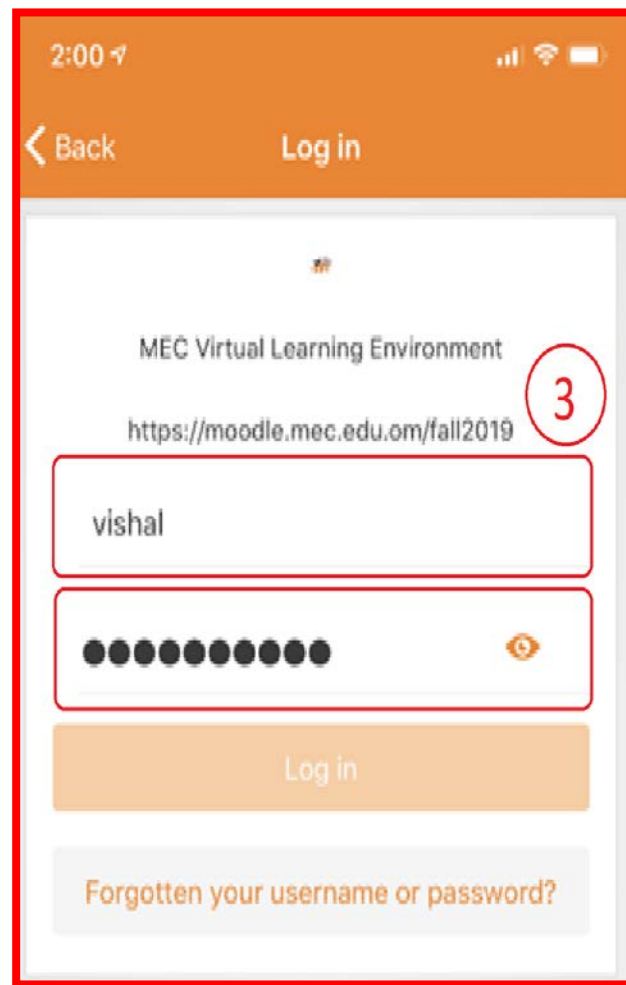 2:00
Back
Log in
MEC Virtual Learning Environment
3
https://moodle.mec.edu.om/fall2019
vishal
●●●●●●●●●●
Log in
Forgotten your username or password?